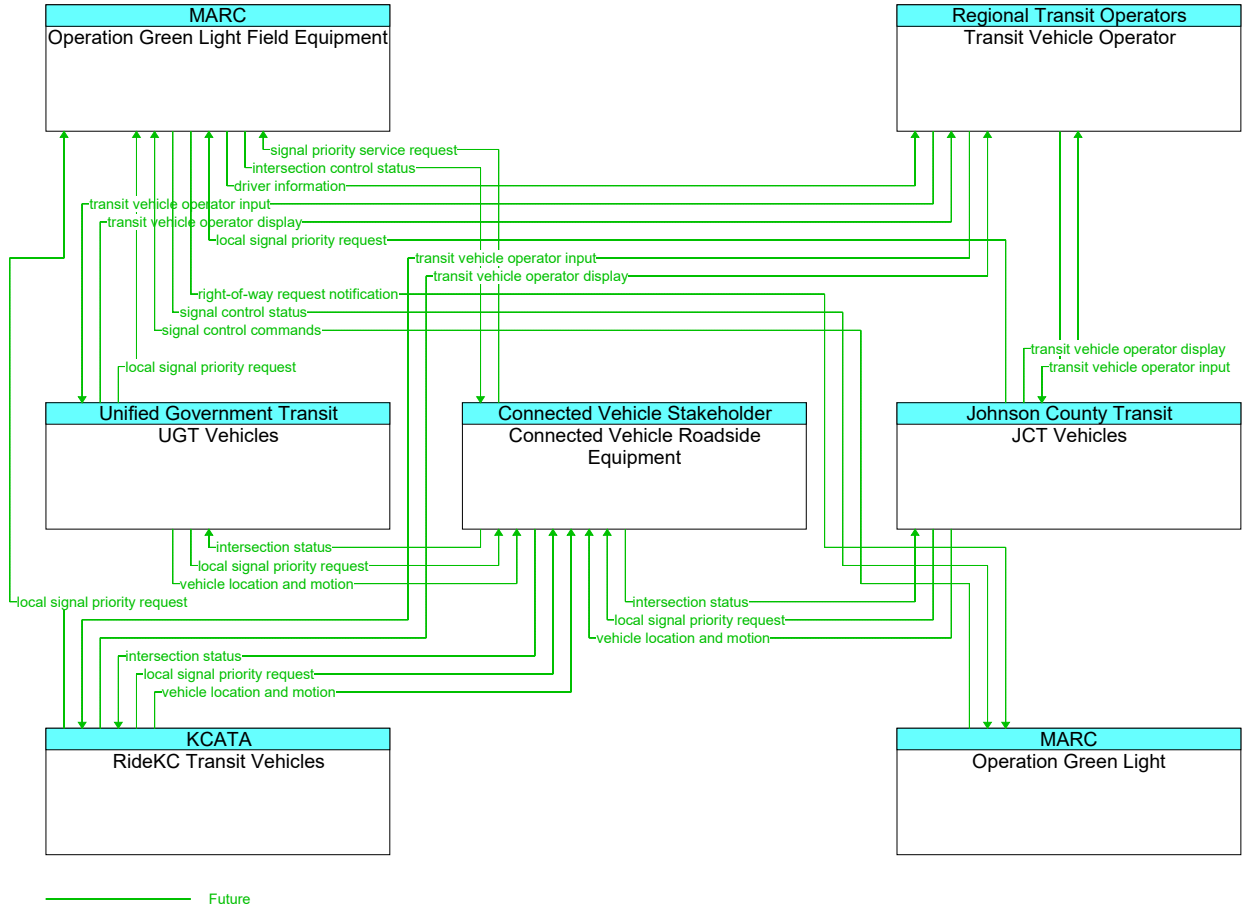 MARC
Operation Green Light Field Equipment
Regional Transit Operators
Transit Vehicle Operator
signal priority service request
intersection control status
driver information
transit vehicle operator input
transit vehicle operator display
local signal priority request
transit vehicle operator input
transit vehicle operator display
right-of-way request notification
signal control status
signal control commands
transit vehicle operator display
local signal priority request
transit vehicle operator input
Unified Government Transit
UGT Vehicles
Connected Vehicle Stakeholder
Connected Vehicle Roadside
Equipment
Johnson County Transit
JCT Vehicles
intersection status
local signal priority request
vehicle location and motion
local signal priority request
intersection status
local signal priority request
vehicle location and motion
intersection status
local signal priority request
vehicle location and motion
KCATA
RideKC Transit Vehicles
MARC
Operation Green Light
Future